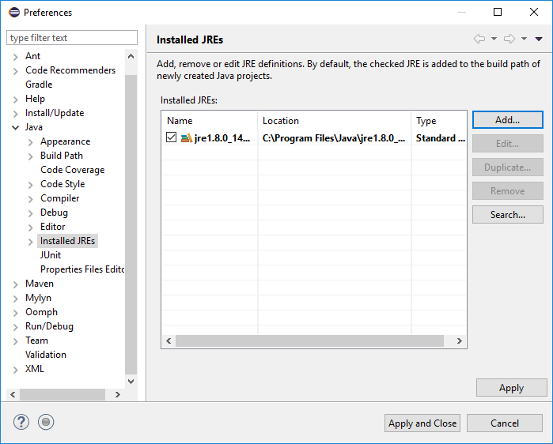 Preferences
type filter text
Ant
Code Recommenders
Gradle
Help
Install/Update
Java
Appearance
Build Path
Code Coverage
Code Style
Compiler
Debug
Editor
Installed JREs
JUnit
Properties Files Edito
Maven
Mylyn
Oomph
Run/Debug
Team
Validation
XML
Installed JREs
Add, remove or edit JRE definitions. By default, the checked JRE is added to the build path of
newly created Java projects.
Installed JREs:
Name Location Type
jre1.8.0_14... C:\Program Files\Java\jre1.8.0_... Standard ...
Add...
Edit...
Duplicate...
Remove
Search...
Apply
Apply and Close
Cancel